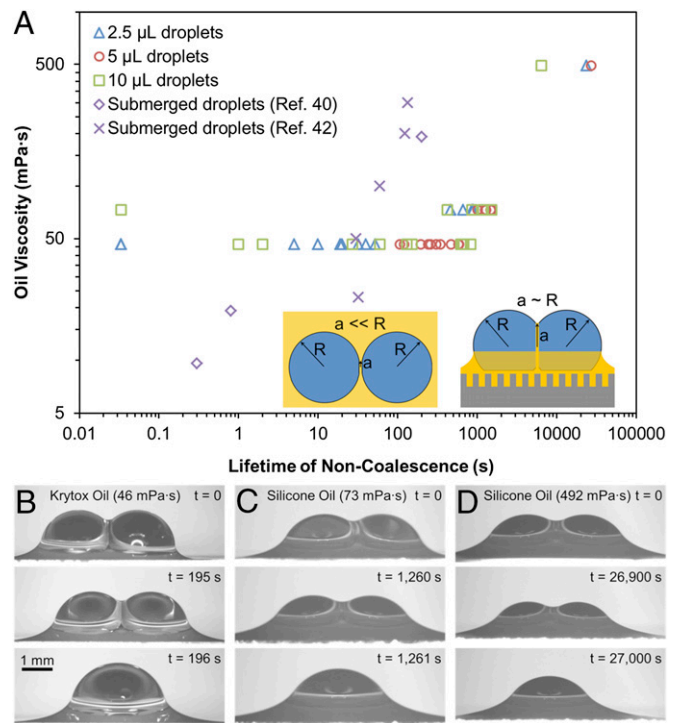 A
2.5 µL droplets
5 µL droplets
10 µL droplets
Submerged droplets (Ref. 40)
Submerged droplets (Ref. 42)
Oil Viscosity (mPa·s)
500
50
5
a << R
R
a
R
a ~ R
R
a
R
0.01 0.1 1 10 100 1000 10000 100000
Lifetime of Non-Coalescence (s)
B Krytox Oil (46 mPa·s) t = 0
t = 195 s
t = 196 s
1 mm
C Silicone Oil (73 mPa·s) t = 0
t = 1,260 s
t = 1,261 s
D Silicone Oil (492 mPa·s) t = 0
t = 26,900 s
t = 27,000 s